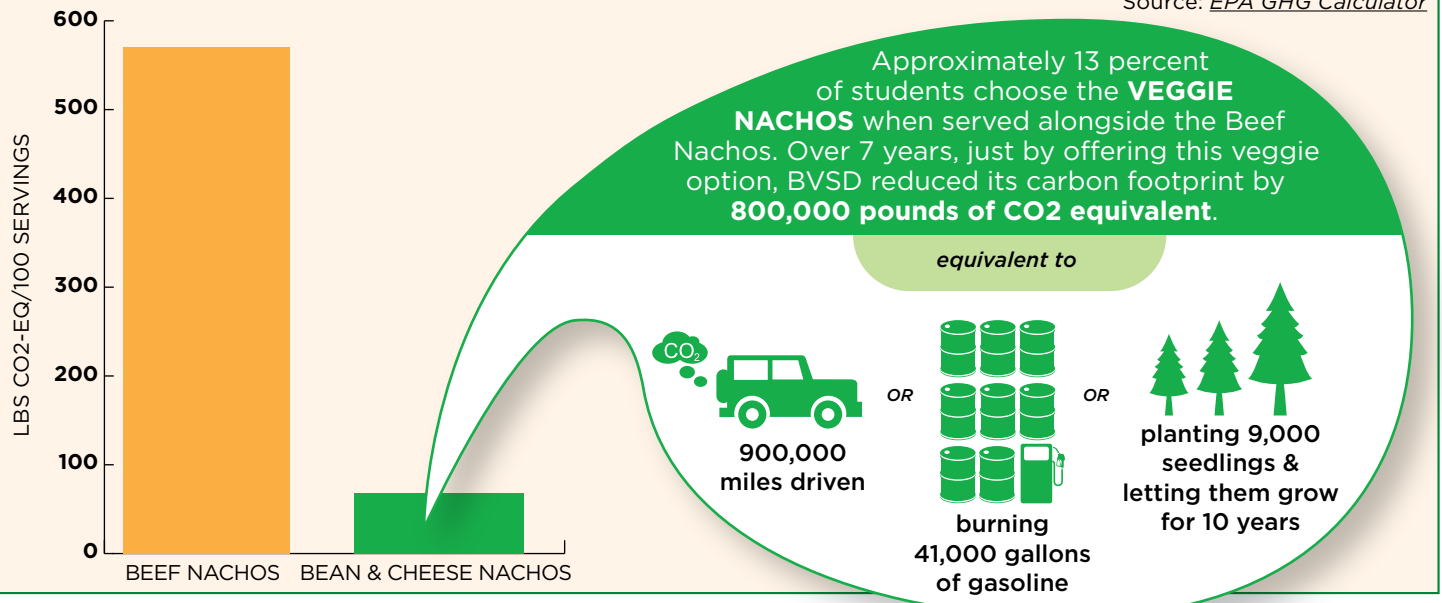 Source: EPA GHG Calculator
600
500
400
300
200
100
0
LBS CO2-EQ/100 SERVINGS
BEEF NACHOS
BEAN & CHEESE NACHOS
Approximately 13 percent
of students choose the VEGGIE
NACHOS when served alongside the Beef
Nachos. Over 7 years, just by offering this veggie
option, BVSD reduced its carbon footprint by
800,000 pounds of CO2 equivalent.
equivalent to
CO₂
900,000
miles driven
OR
burning
41,000 gallons
of gasoline
OR
planting 9,000
seedlings &
letting them grow
for 10 years